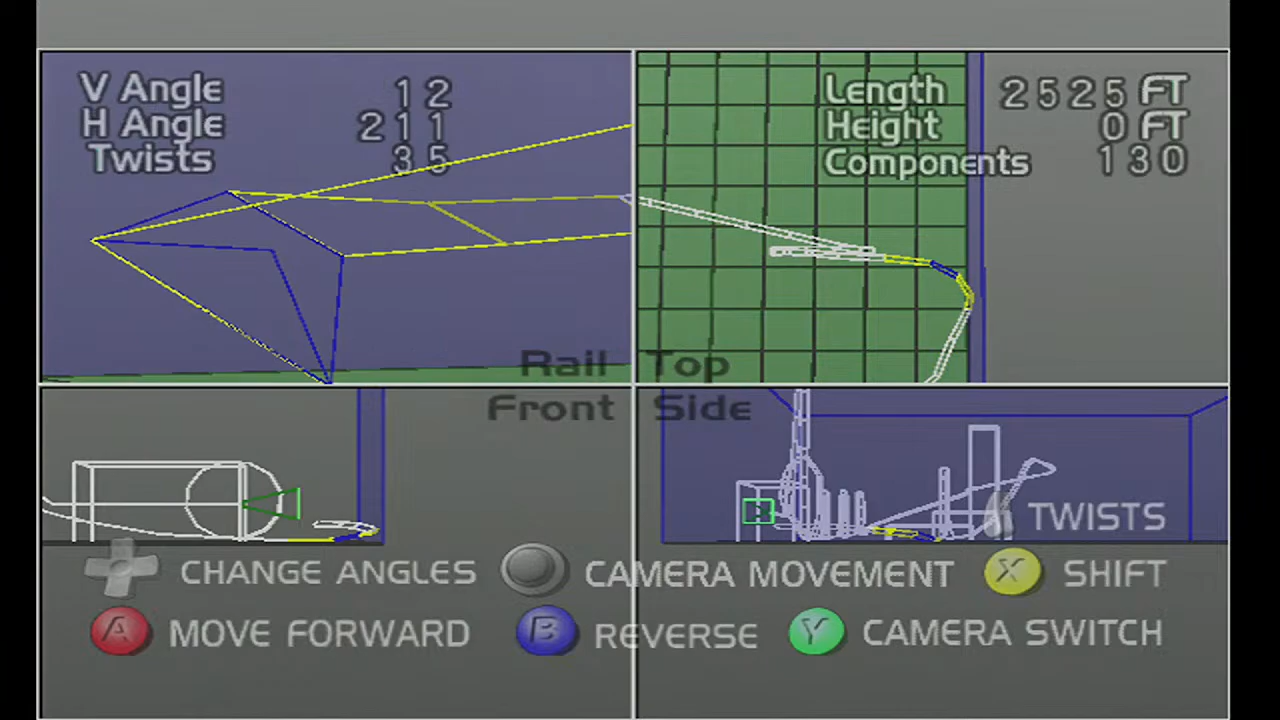 V Angle 12
H Angle 211
Twists 35
Length 2525 FT
Height 0 FT
Components 130
Rail Top
Front Side
TWISTS
CHANGE ANGLES CAMERA MOVEMENT X SHIFT
A MOVE FORWARD B REVERSE Y CAMERA SWITCH